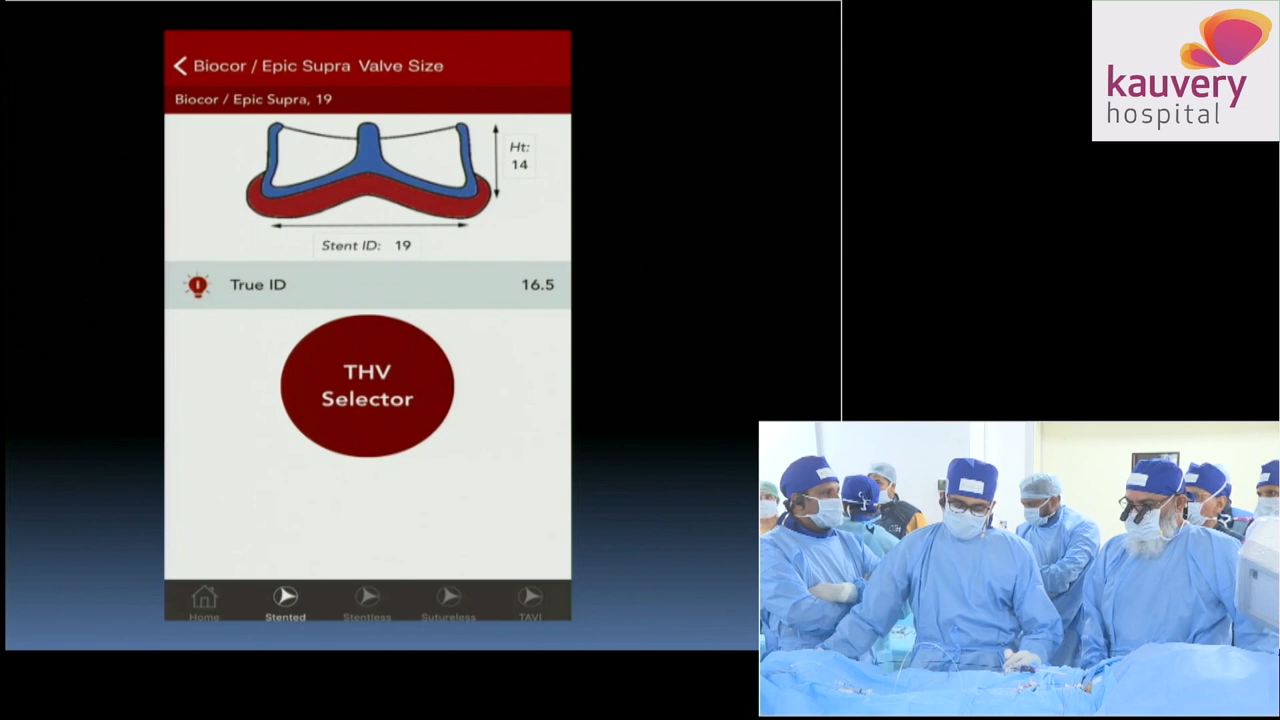 Biocor / Epic Supra Valve Size
Biocor / Epic Supra, 19
Ht:
14
Stent ID: 19
True ID 16.5
THV
Selector
Home Stented Stentless Sutureless TAVI
kauvery
hospital